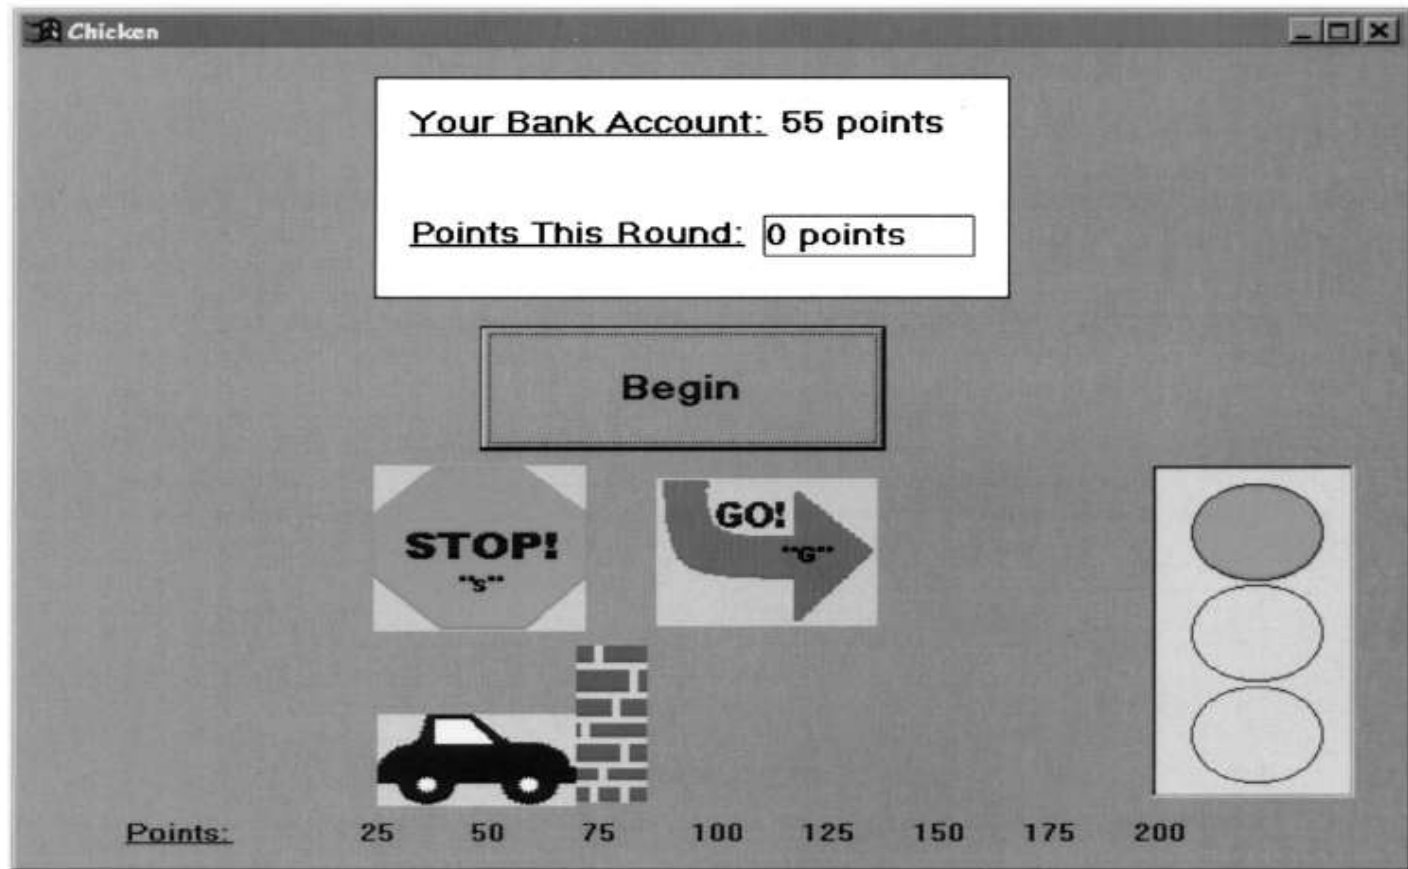 Chicken
Your Bank Account: 55 points
Points This Round: 0 points
Begin
STOP!
"s"
GO!
"G"
Points: 25 50 75 100 125 150 175 200